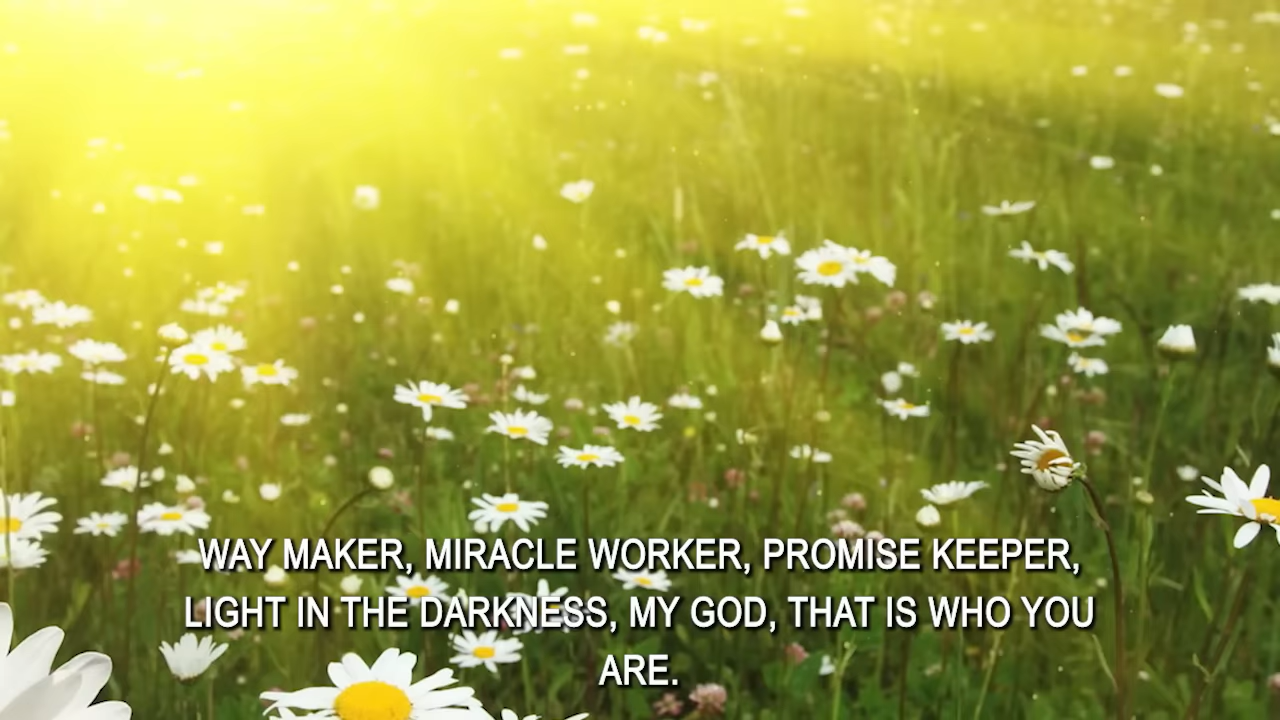 WAY MAKER, MIRACLE WORKER, PROMISE KEEPER,
LIGHT IN THE DARKNESS, MY GOD, THAT IS WHO YOU
ARE.